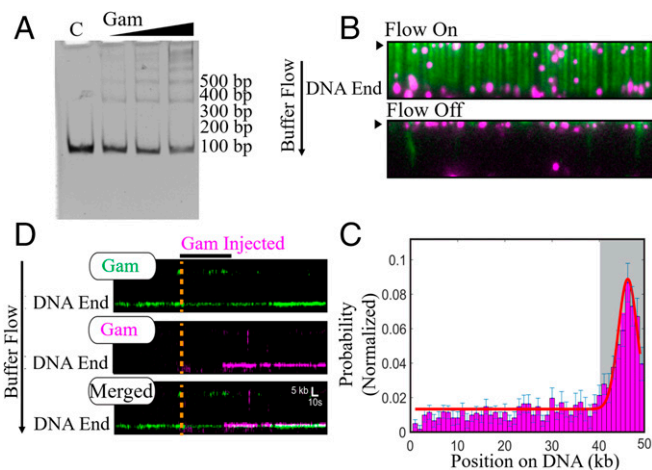 A
C
Gam
500 bp
400 bp
300 bp
200 bp
100 bp
Buffer Flow
B
Flow On
DNA End
Flow Off
D
Gam Injected
Gam
DNA End
Gam
DNA End
Merged
5 kb
10s
DNA End
Buffer Flow
C
Probability
(Normalized)
0.1
0.08
0.06
0.04
0.02
0
0
10
20
30
40
50
Position on DNA (kb)